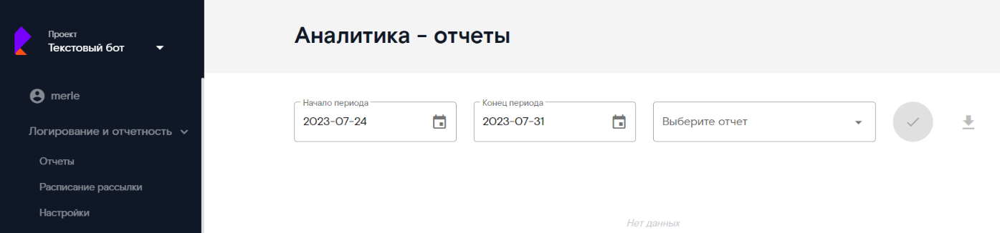 Проект
Текстовый бот
merle
Логирование и отчетность
Отчеты
Расписание рассылки
Настройки
Аналитика - отчеты
Начало периода
2023-07-24
Конец периода
2023-07-31
Выберите отчет
Нет данных